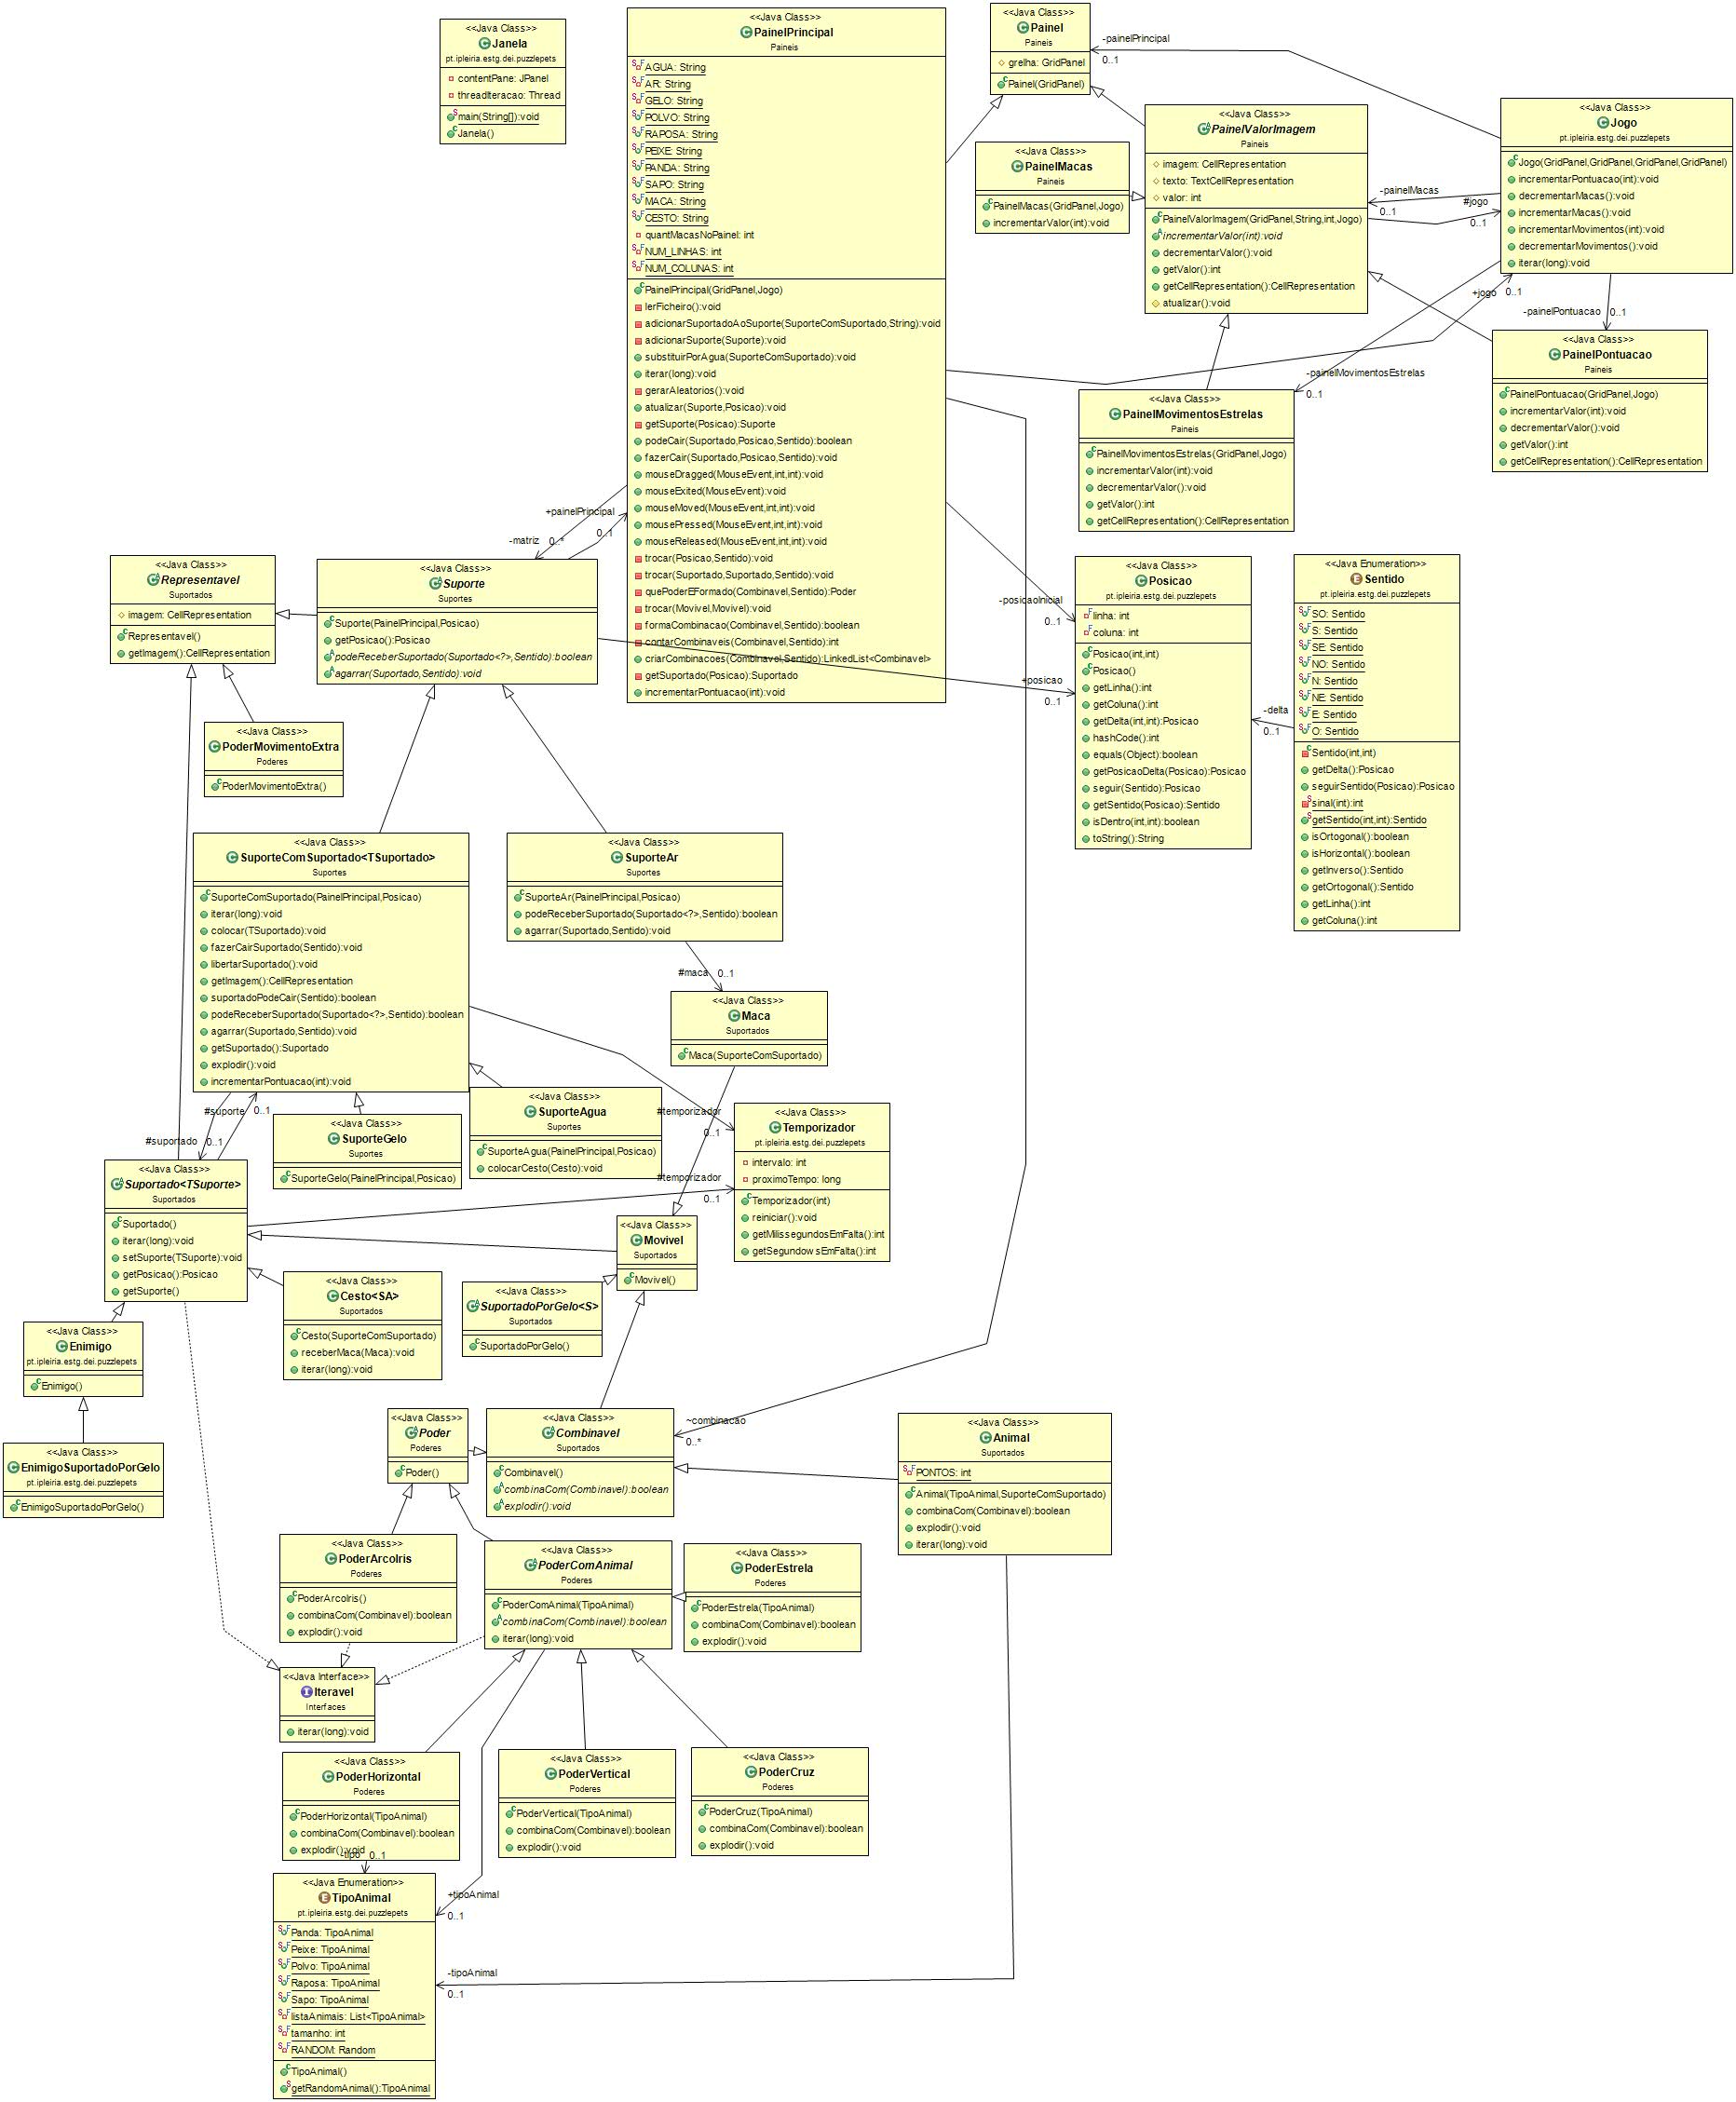 <<Java Class>>
Janela
pt.ipleiria.estg.dei.puzzlepets
contentPane: JPanel
threadIteracao: Thread
main(String[]):void
Janela()
<<Java Class>>
PainelPrincipal
Paineis
AGUA: String
AR: String
GELO: String
POLVO: String
RAPOSA: String
PEIXE: String
PANDA: String
SAPO: String
MACA: String
CESTO: String
quantMacasNoPainel: int
NUM_LINHAS: int
NUM_COLUNAS: int
PainelPrincipal(GridPanel,Jogo)
lerFicheiro():void
adicionarSuportadoAoSuporte(SuporteComSuportado,String):void
adicionarSuporte(Suporte):void
substituirPorAgua(SuporteComSuportado):void
iterar(long):void
gerarAleatorios():void
atualizar(Suporte,Posicao):void
getSuporte(Posicao):Suporte
podeCair(Suportado,Posicao,Sentido):boolean
fazerCair(Suportado,Posicao,Sentido):void
mouseDragged(MouseEvent,int,int):void
mouseExited(MouseEvent):void
mouseMoved(MouseEvent,int,int):void
mousePressed(MouseEvent,int,int):void
mouseReleased(MouseEvent,int,int):void
trocar(Posicao,Sentido):void
trocar(Suportado,Suportado,Sentido):void
quePoderEFormado(Combinavel,Sentido):Poder
trocar(Movivel,Movivel):void
formaCombinacao(Combinavel,Sentido):boolean
contarCombinaveis(Combinavel,Sentido):int
criarCombinacoes(Combinavel,Sentido):LinkedList<Combinavel>
getSuportado(Posicao):Suportado
incrementarPontuacao(int):void
<<Java Class>>
Painel
Paineis
grelha: GridPanel
Painel(GridPanel)
-painelPrincipal
0..1
<<Java Class>>
PainelValorImagem
Paineis
imagem: CellRepresentation
texto: TextCellRepresentation
valor: int
PainelValorImagem(GridPanel,String,int,Jogo)
incrementarValor(int):void
decrementarValor():void
getValor():int
getCellRepresentation():CellRepresentation
atualizar():void
<<Java Class>>
PainelMacas
Paineis
PainelMacas(GridPanel,Jogo)
incrementarValor(int):void
<<Java Class>>
Jogo
pt.ipleiria.estg.dei.puzzlepets
Jogo(GridPanel,GridPanel,GridPanel,GridPanel)
incrementarPontuacao(int):void
decrementarMacas():void
incrementarMacas():void
incrementarMovimentos(int):void
decrementarMovimentos():void
iterar(long):void
-painelMacas
0..1
#jogo
0..1
+jogo
0..1
-painelPontuacao
0..1
-painelMovimentosEstrelas
0..1
<<Java Class>>
PainelPontuacao
Paineis
PainelPontuacao(GridPanel,Jogo)
incrementarValor(int):void
decrementarValor():void
getValor():int
getCellRepresentation():CellRepresentation
<<Java Class>>
PainelMovimentosEstrelas
Paineis
PainelMovimentosEstrelas(GridPanel,Jogo)
incrementarValor(int):void
decrementarValor():void
getValor():int
getCellRepresentation():CellRepresentation
+painelPrincipal
0..1
-matriz
0..*
<<Java Class>>
Representavel
Suportados
imagem: CellRepresentation
Representavel()
getImagem():CellRepresentation
<<Java Class>>
Suporte
Suportes
Suporte(PainelPrincipal,Posicao)
getPosicao():Posicao
podeReceberSuportado(Suportado<?>,Sentido):boolean
agarrar(Suportado,Sentido):void
-posicaoInicial
0..1
+posicao
0..1
<<Java Class>>
Posicao
pt.ipleiria.estg.dei.puzzlepets
linha: int
coluna: int
Posicao(int,int)
Posicao()
getLinha():int
getColuna():int
getDelta(int,int):Posicao
hashCode():int
equals(Object):boolean
getPosicaoDelta(Posicao):Posicao
seguir(Sentido):Posicao
getSentido(Posicao):Sentido
isDentro(int,int):boolean
toString():String
-delta
0..1
<<Java Enumeration>>
Sentido
pt.ipleiria.estg.dei.puzzlepets
SO: Sentido
S: Sentido
SE: Sentido
NO: Sentido
N: Sentido
NE: Sentido
E: Sentido
O: Sentido
Sentido(int,int)
getDelta():Posicao
seguirSentido(Posicao):Posicao
sinal(int):int
getSentido(int,int):Sentido
isOrtogonal():boolean
isHorizontal():boolean
getInverso():Sentido
getOrtogonal():Sentido
getLinha():int
getColuna():int
<<Java Class>>
PoderMovimentoExtra
Poderes
PoderMovimentoExtra()
<<Java Class>>
SuporteComSuportado<TSuportado>
Suportes
SuporteComSuportado(PainelPrincipal,Posicao)
iterar(long):void
colocar(TSuportado):void
fazerCairSuportado(Sentido):void
libertarSuportado():void
getImagem():CellRepresentation
suportadoPodeCair(Sentido):boolean
podeReceberSuportado(Suportado<?>,Sentido):boolean
agarrar(Suportado,Sentido):void
getSuportado():Suportado
explodir():void
incrementarPontuacao(int):void
<<Java Class>>
SuporteAr
Suportes
SuporteAr(PainelPrincipal,Posicao)
podeReceberSuportado(Suportado<?>,Sentido):boolean
agarrar(Suportado,Sentido):void
#maca
0..1
<<Java Class>>
Maca
Suportados
Maca(SuporteComSuportado)
#suporte
0..1
#suportado
0..1
<<Java Class>>
SuporteGelo
Suportes
SuporteGelo(PainelPrincipal,Posicao)
<<Java Class>>
SuporteAgua
Suportes
SuporteAgua(PainelPrincipal,Posicao)
colocarCesto(Cesto):void
#temporizador
0..1
<<Java Class>>
Temporizador
pt.ipleiria.estg.dei.puzzlepets
intervalo: int
proximoTempo: long
Temporizador(int)
reiniciar():void
getMilissegundosEmFalta():int
getSegundowsEmFalta():int
#temporizador
0..1
<<Java Class>>
Suportado<TSuporte>
Suportados
Suportado()
iterar(long):void
setSuporte(TSuporte):void
getPosicao():Posicao
getSuporte()
<<Java Class>>
Movivel
Suportados
Movivel()
<<Java Class>>
Cesto<SA>
Suportados
Cesto(SuporteComSuportado)
receberMaca(Maca):void
iterar(long):void
<<Java Class>>
SuportadoPorGelo<S>
Suportados
SuportadoPorGelo()
<<Java Class>>
Enimigo
pt.ipleiria.estg.dei.puzzlepets
Enimigo()
<<Java Class>>
EnimigoSuportadoPorGelo
pt.ipleiria.estg.dei.puzzlepets
EnimigoSuportadoPorGelo()
<<Java Class>>
Poder
Poderes
Poder()
<<Java Class>>
Combinavel
Suportados
Combinavel()
combinaCom(Combinavel):boolean
explodir():void
~combinacao
0..*
<<Java Class>>
Animal
Suportados
PONTOS: int
Animal(TipoAnimal,SuporteComSuportado)
combinaCom(Combinavel):boolean
explodir():void
iterar(long):void
<<Java Class>>
PoderArcoIris
Poderes
PoderArcoIris()
combinaCom(Combinavel):boolean
explodir():void
<<Java Class>>
PoderComAnimal
Poderes
PoderComAnimal(TipoAnimal)
combinaCom(Combinavel):boolean
iterar(long):void
<<Java Class>>
PoderEstrela
Poderes
PoderEstrela(TipoAnimal)
combinaCom(Combinavel):boolean
explodir():void
<<Java Interface>>
Iteravel
Interfaces
iterar(long):void
<<Java Class>>
PoderHorizontal
Poderes
PoderHorizontal(TipoAnimal)
combinaCom(Combinavel):boolean
explodir():void
<<Java Class>>
PoderVertical
Poderes
PoderVertical(TipoAnimal)
combinaCom(Combinavel):boolean
explodir():void
<<Java Class>>
PoderCruz
Poderes
PoderCruz(TipoAnimal)
combinaCom(Combinavel):boolean
explodir():void
-tipo
0..1
<<Java Enumeration>>
TipoAnimal
pt.ipleiria.estg.dei.puzzlepets
Panda: TipoAnimal
Peixe: TipoAnimal
Polvo: TipoAnimal
Raposa: TipoAnimal
Sapo: TipoAnimal
listaAnimais: List<TipoAnimal>
tamanho: int
RANDOM: Random
TipoAnimal()
getRandomAnimal():TipoAnimal
+tipoAnimal
0..1
-tipoAnimal
0..1